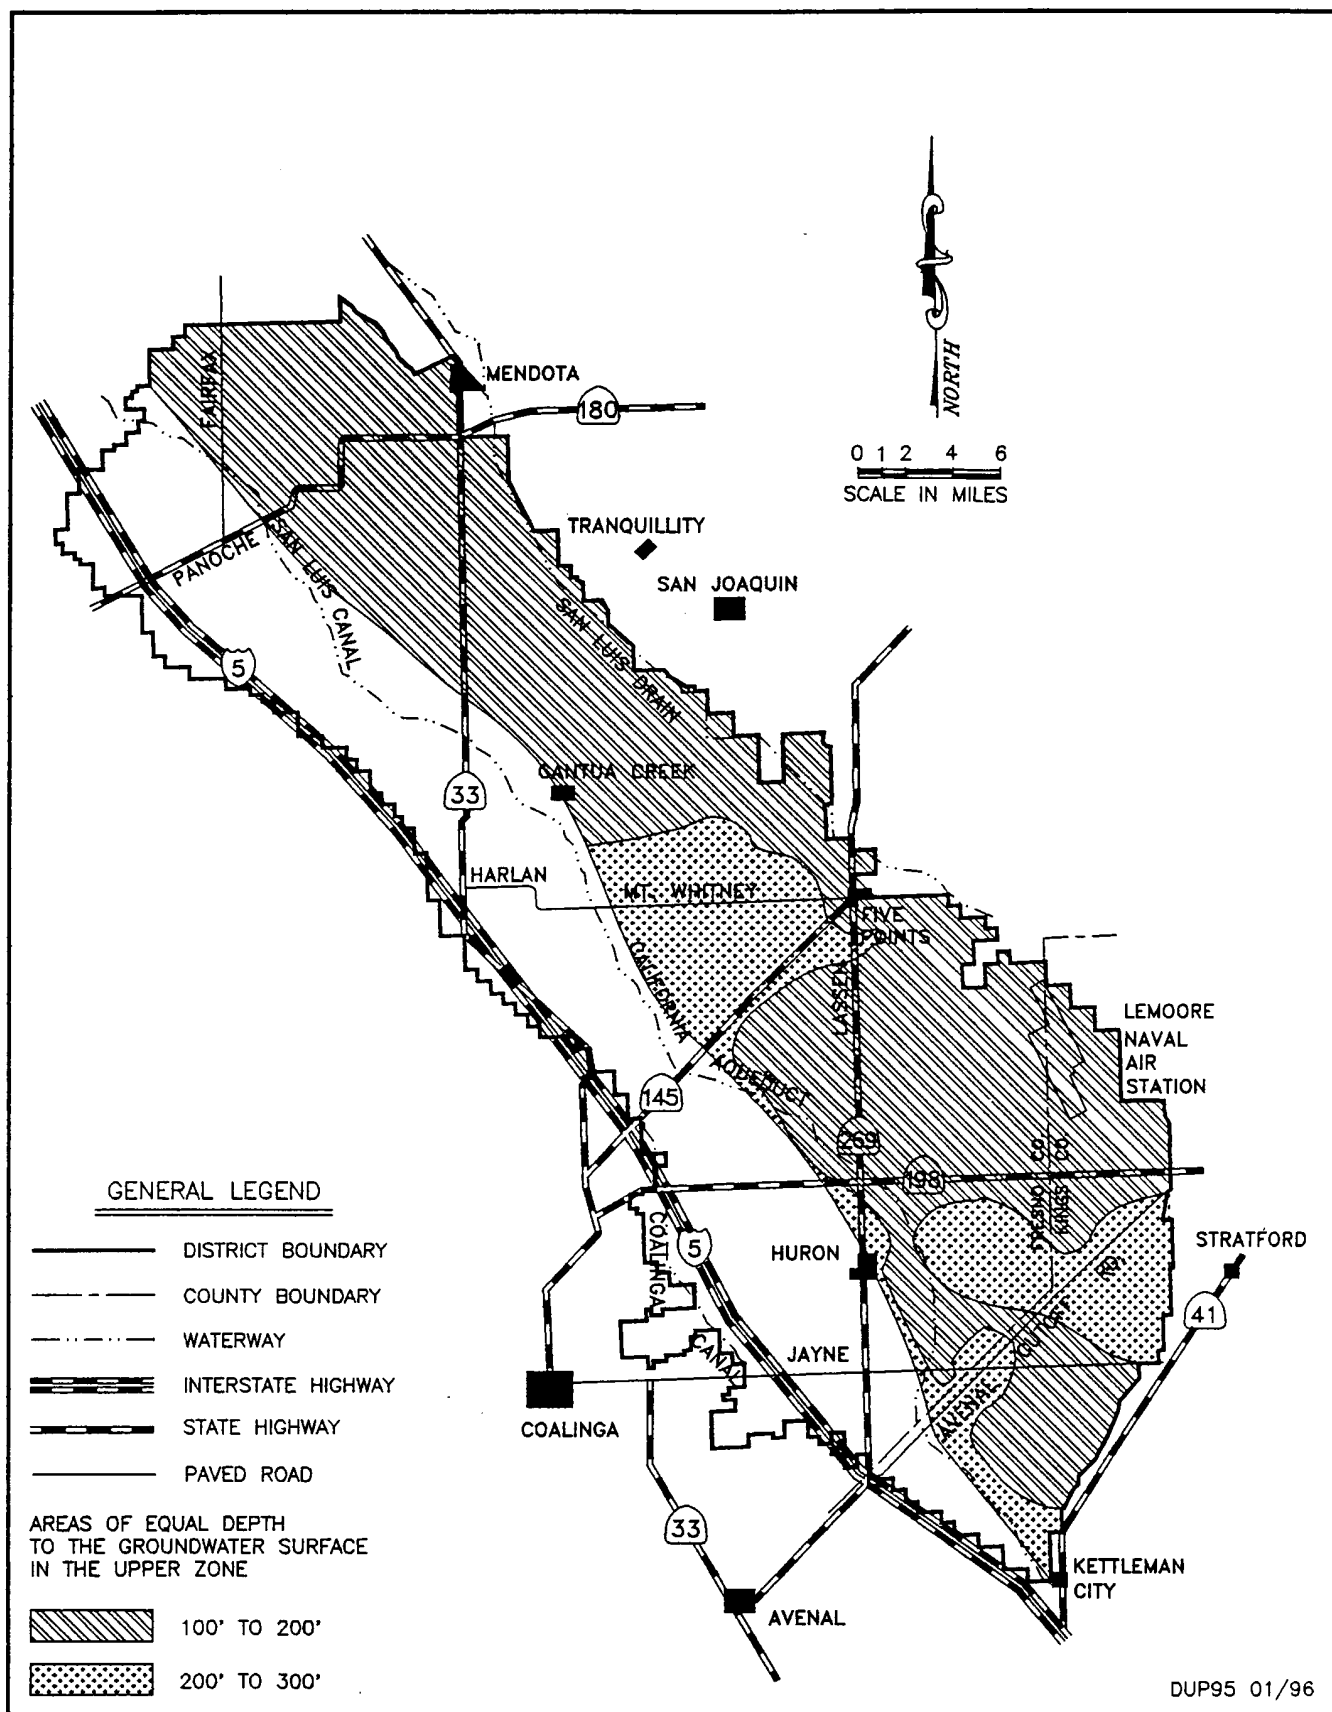 NORTH
0 1 2 4 6
SCALE IN MILES
FAIRFAX
MENDOTA
180
TRANQUILLITY
SAN JOAQUIN
PANOCHE
SAN LUIS CANAL
SAN LUIS DRAIN
5
CANTUA CREEK
33
HARLAN
MT. WHITNEY
FIVE
POINTS
CALIFORNIA
AQUEDUCT
LASSEN
LEMOORE
NAVAL
AIR
STATION
145
269
198
FRESNO CO.
KINGS CO.
COALINGA
CANAL
5
HURON
STRATFORD
41
JAYNE
AVENAL
CUTOFF
RD.
COALINGA
33
AVENAL
KETTLEMAN
CITY
GENERAL LEGEND
DISTRICT BOUNDARY
COUNTY BOUNDARY
WATERWAY
INTERSTATE HIGHWAY
STATE HIGHWAY
PAVED ROAD
AREAS OF EQUAL DEPTH
TO THE GROUNDWATER SURFACE
IN THE UPPER ZONE
100' TO 200'
200' TO 300'
DUP95 01/96